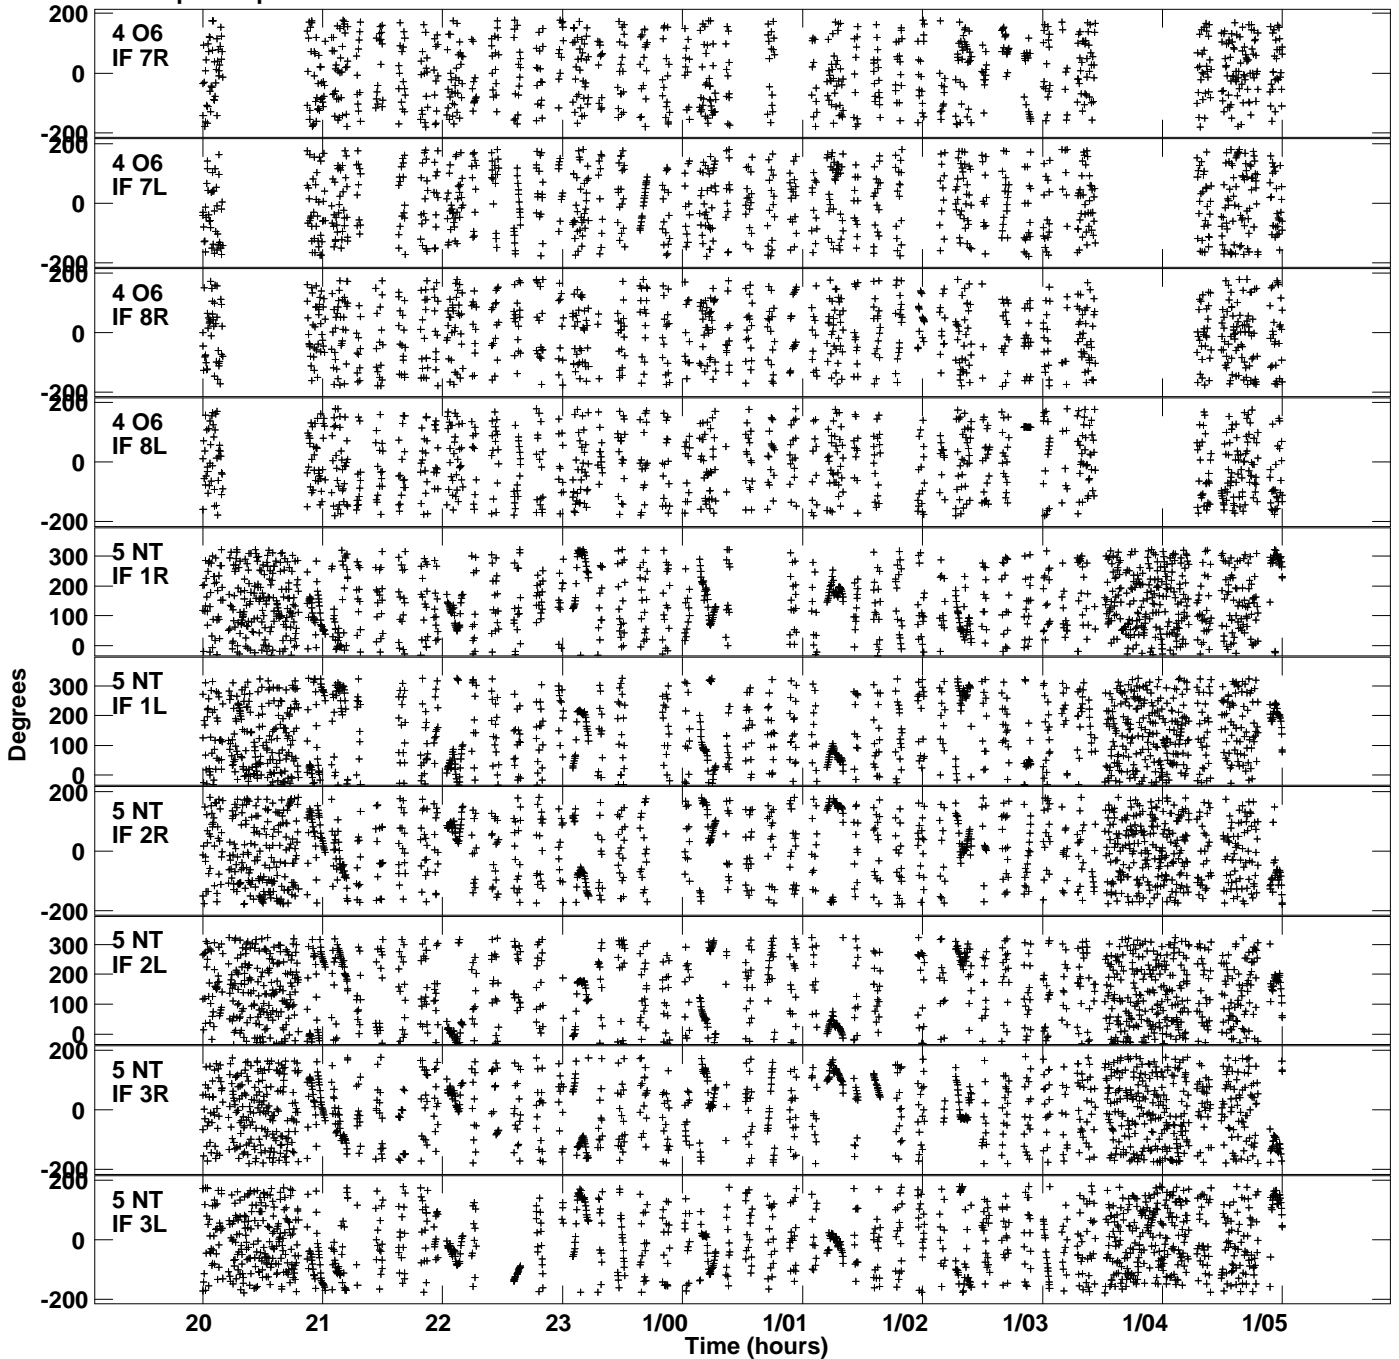 200
4 O6
IF 7R
0
-200
200
4 O6
IF 7L
0
-200
200
4 O6
IF 8R
0
-200
200
4 O6
IF 8L
0
-200
5 NT
IF 1R
300
200
100
0
5 NT
IF 1L
300
200
100
0
200
5 NT
IF 2R
0
-200
5 NT
IF 2L
300
200
100
0
200
5 NT
IF 3R
0
-200
200
5 NT
IF 3L
0
-200
Degrees
20 21 22 23 1/00 1/01 1/02 1/03 1/04 1/05
Time (hours)